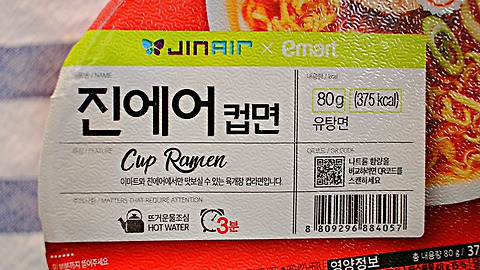 JINAIR × emart
제품명 / NAME
내용량 / kcal
진에어 컵면
80g (375 kcal)
유탕면
특징 / FEATURE
QR코드 / QR CODE
Cup Ramen
나트륨 함량을
비교하려면 QR코드를
스캔하세요
이마트와 진에어에서만 맛보실 수 있는 육개장 컵라면입니다
주의사항 / MATTERS THAT REQUIRE ATTENTION
뜨거운물조심
HOT WATER
3분
8 809296 884057
영양정보
총 내용량 80 g / 37